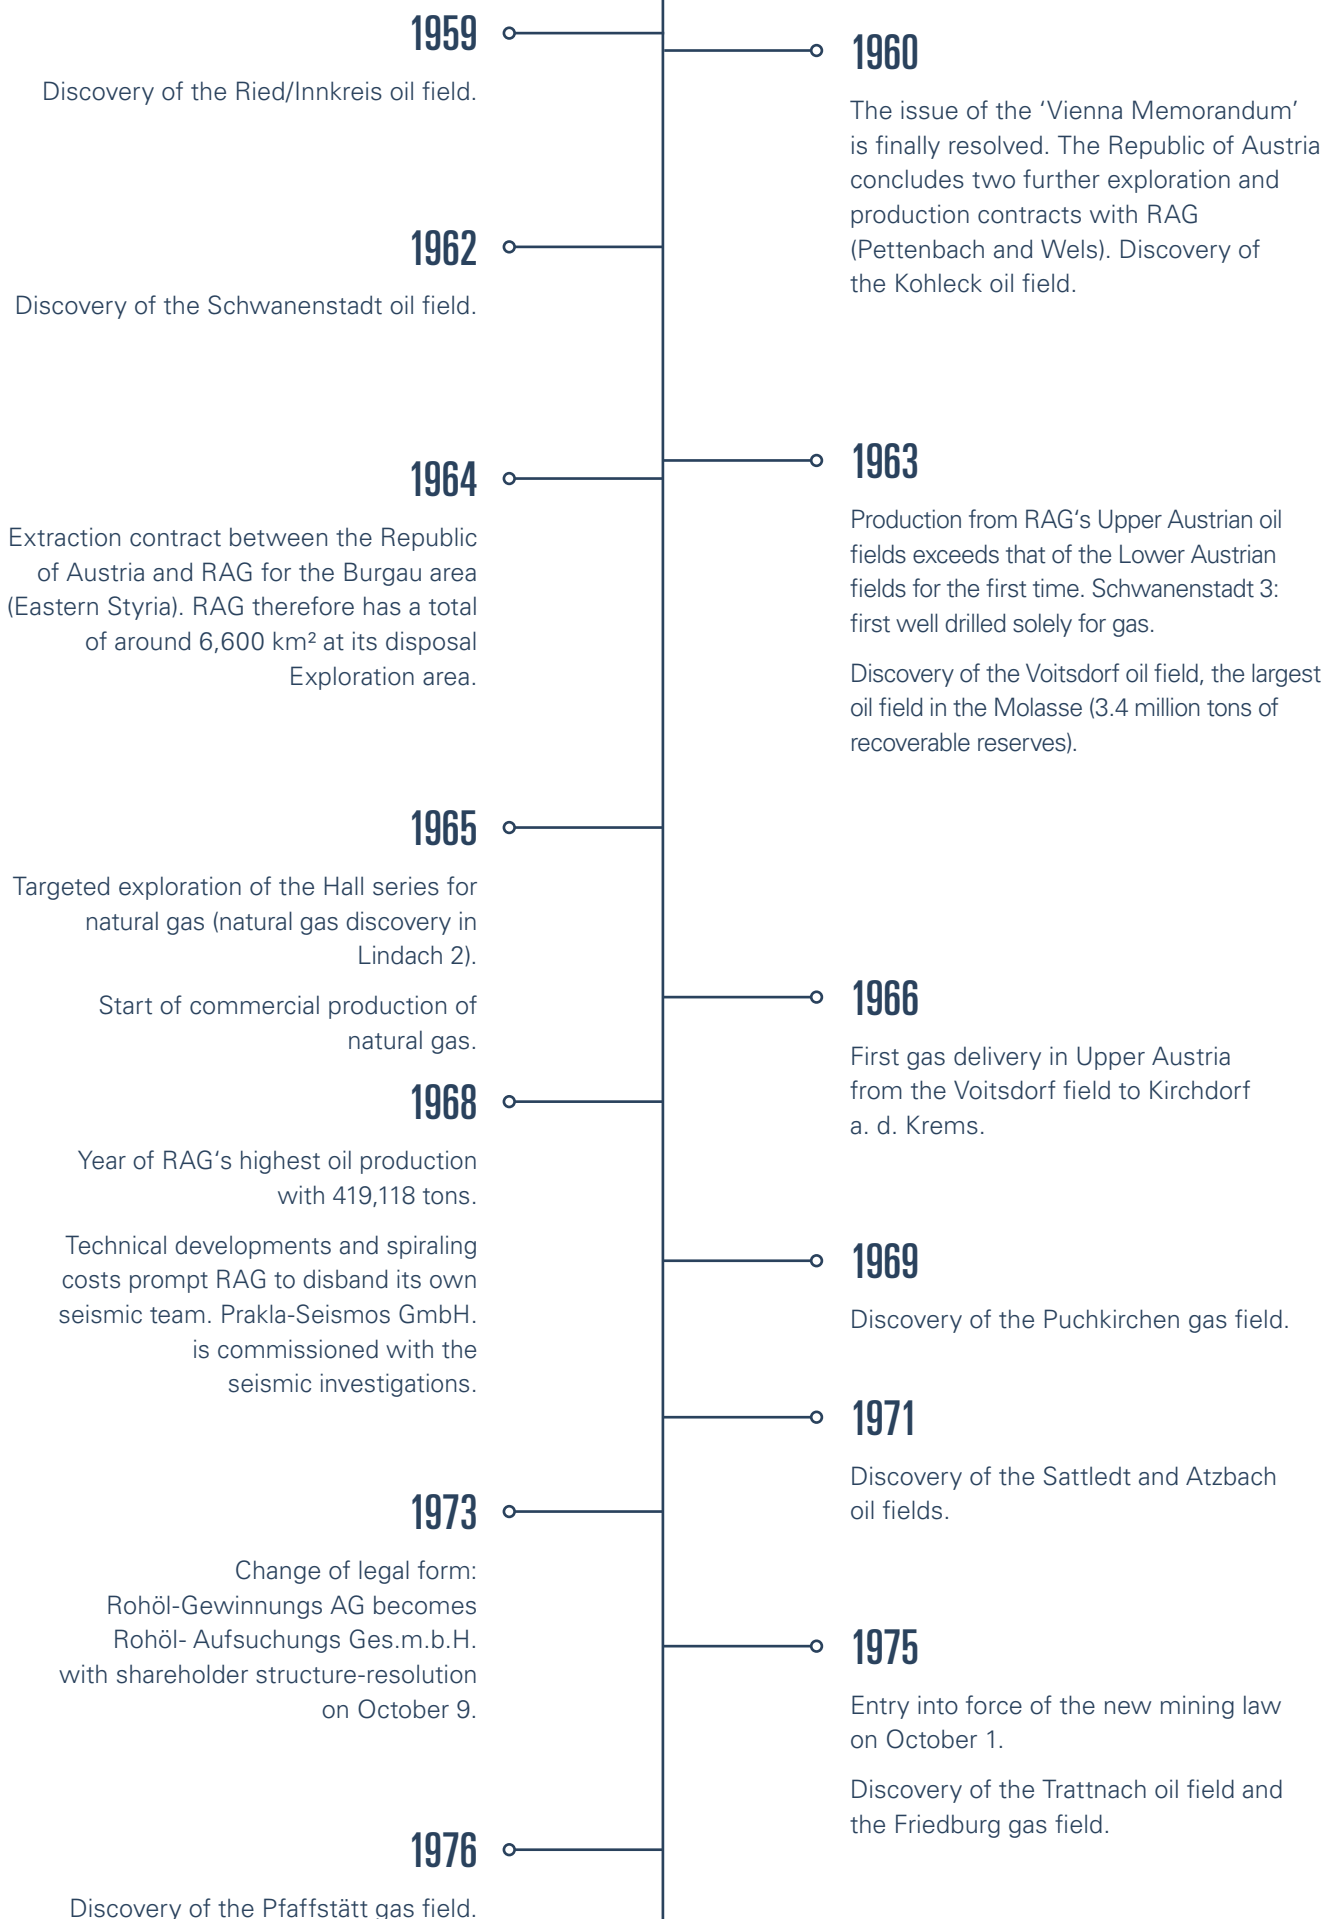 1959
Discovery of the Ried/Innkreis oil field.
1960
The issue of the ‘Vienna Memorandum’
is finally resolved. The Republic of Austria
concludes two further exploration and
production contracts with RAG
(Pettenbach and Wels). Discovery of
the Kohleck oil field.
1962
Discovery of the Schwanenstadt oil field.
1963
Production from RAG‘s Upper Austrian oil
fields exceeds that of the Lower Austrian
fields for the first time. Schwanenstadt 3:
first well drilled solely for gas.
Discovery of the Voitsdorf oil field, the largest
oil field in the Molasse (3.4 million tons of
recoverable reserves).
1964
Extraction contract between the Republic
of Austria and RAG for the Burgau area
(Eastern Styria). RAG therefore has a total
of around 6,600 km² at its disposal
Exploration area.
1965
Targeted exploration of the Hall series for
natural gas (natural gas discovery in
Lindach 2).
Start of commercial production of
natural gas.
1966
First gas delivery in Upper Austria
from the Voitsdorf field to Kirchdorf
a. d. Krems.
1968
Year of RAG‘s highest oil production
with 419,118 tons.
Technical developments and spiraling
costs prompt RAG to disband its own
seismic team. Prakla-Seismos GmbH.
is commissioned with the
seismic investigations.
1969
Discovery of the Puchkirchen gas field.
1971
Discovery of the Sattledt and Atzbach
oil fields.
1973
Change of legal form:
Rohöl-Gewinnungs AG becomes
Rohöl- Aufsuchungs Ges.m.b.H.
with shareholder structure-resolution
on October 9.
1975
Entry into force of the new mining law
on October 1.
Discovery of the Trattnach oil field and
the Friedburg gas field.
1976
Discovery of the Pfaffstätt gas field.